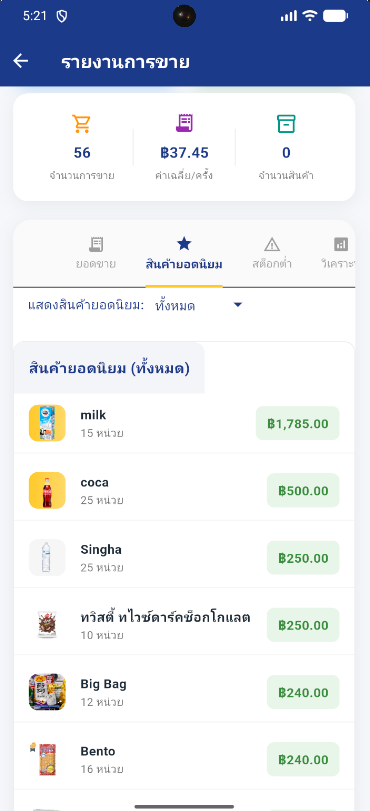 5:21
รายงานการขาย
56
฿37.45
0
จำนวนการขาย
ค่าเฉลี่ย/ครั้ง
จำนวนสินค้า
ยอดขาย
สินค้ายอดนิยม
สต็อกต่ำ
วิเคราะ
แสดงสินค้ายอดนิยม: ทั้งหมด
สินค้ายอดนิยม (ทั้งหมด)
milk
15 หน่วย
฿1,785.00
coca
25 หน่วย
฿500.00
Singha
25 หน่วย
฿250.00
ทวิสตี้ ทไวซ์ดาร์คช็อกโกแลต
10 หน่วย
฿250.00
Big Bag
12 หน่วย
฿240.00
Bento
16 หน่วย
฿240.00